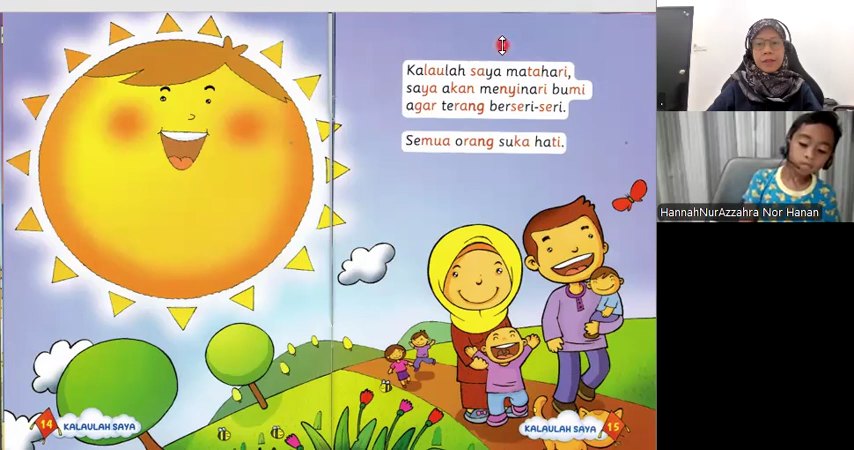 Kalaulah saya matahari,
saya akan menyinari bumi
agar terang berseri-seri.
Semua orang suka hati.
14 KALAULAH SAYA
KALAULAH SAYA 15
HannahNurAzzahra Nor Hanan